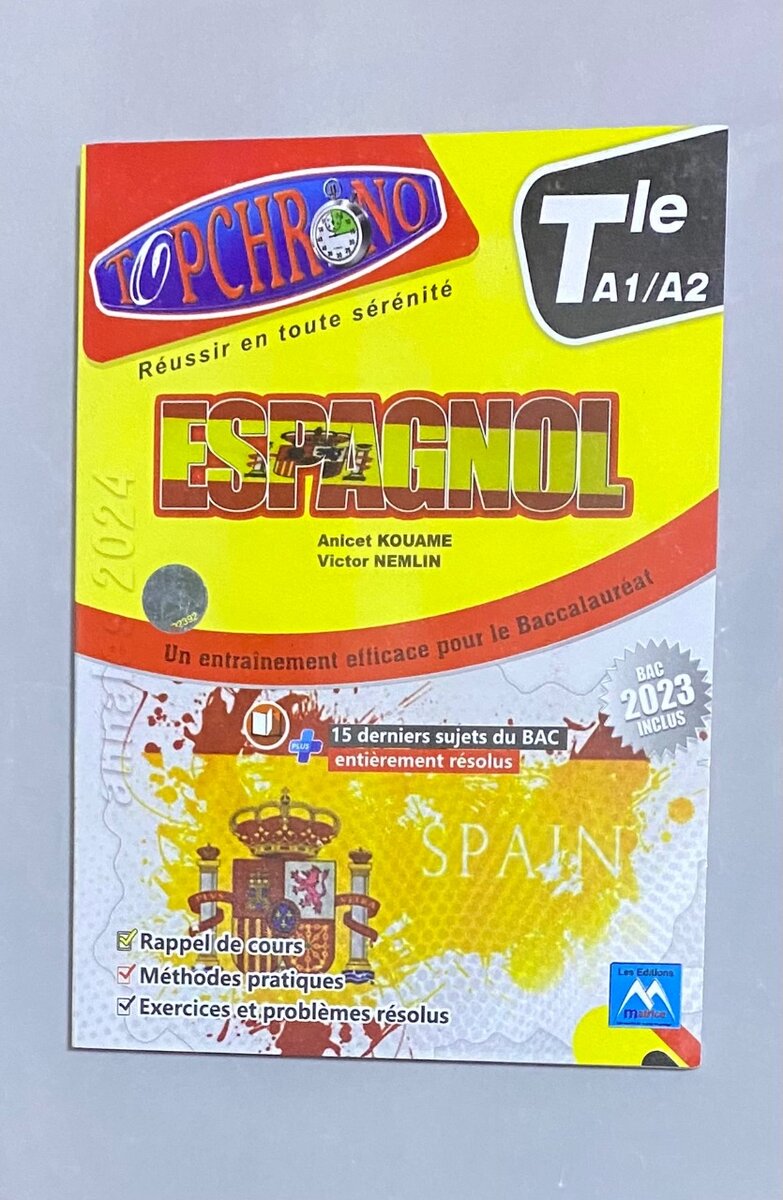 TOPCHRONO
Réussir en toute sérénité
Tle
A1/A2
ESPAGNOL
Anicet KOUAME
Victor NEMLIN
annales 2024
Un entraînement efficace pour le Baccalauréat
BAC
2023
INCLUS
PLUS
15 derniers sujets du BAC
entièrement résolus
SPAIN
PLUS
Rappel de cours
Méthodes pratiques
Exercices et problèmes résolus
Les Editions
matrice